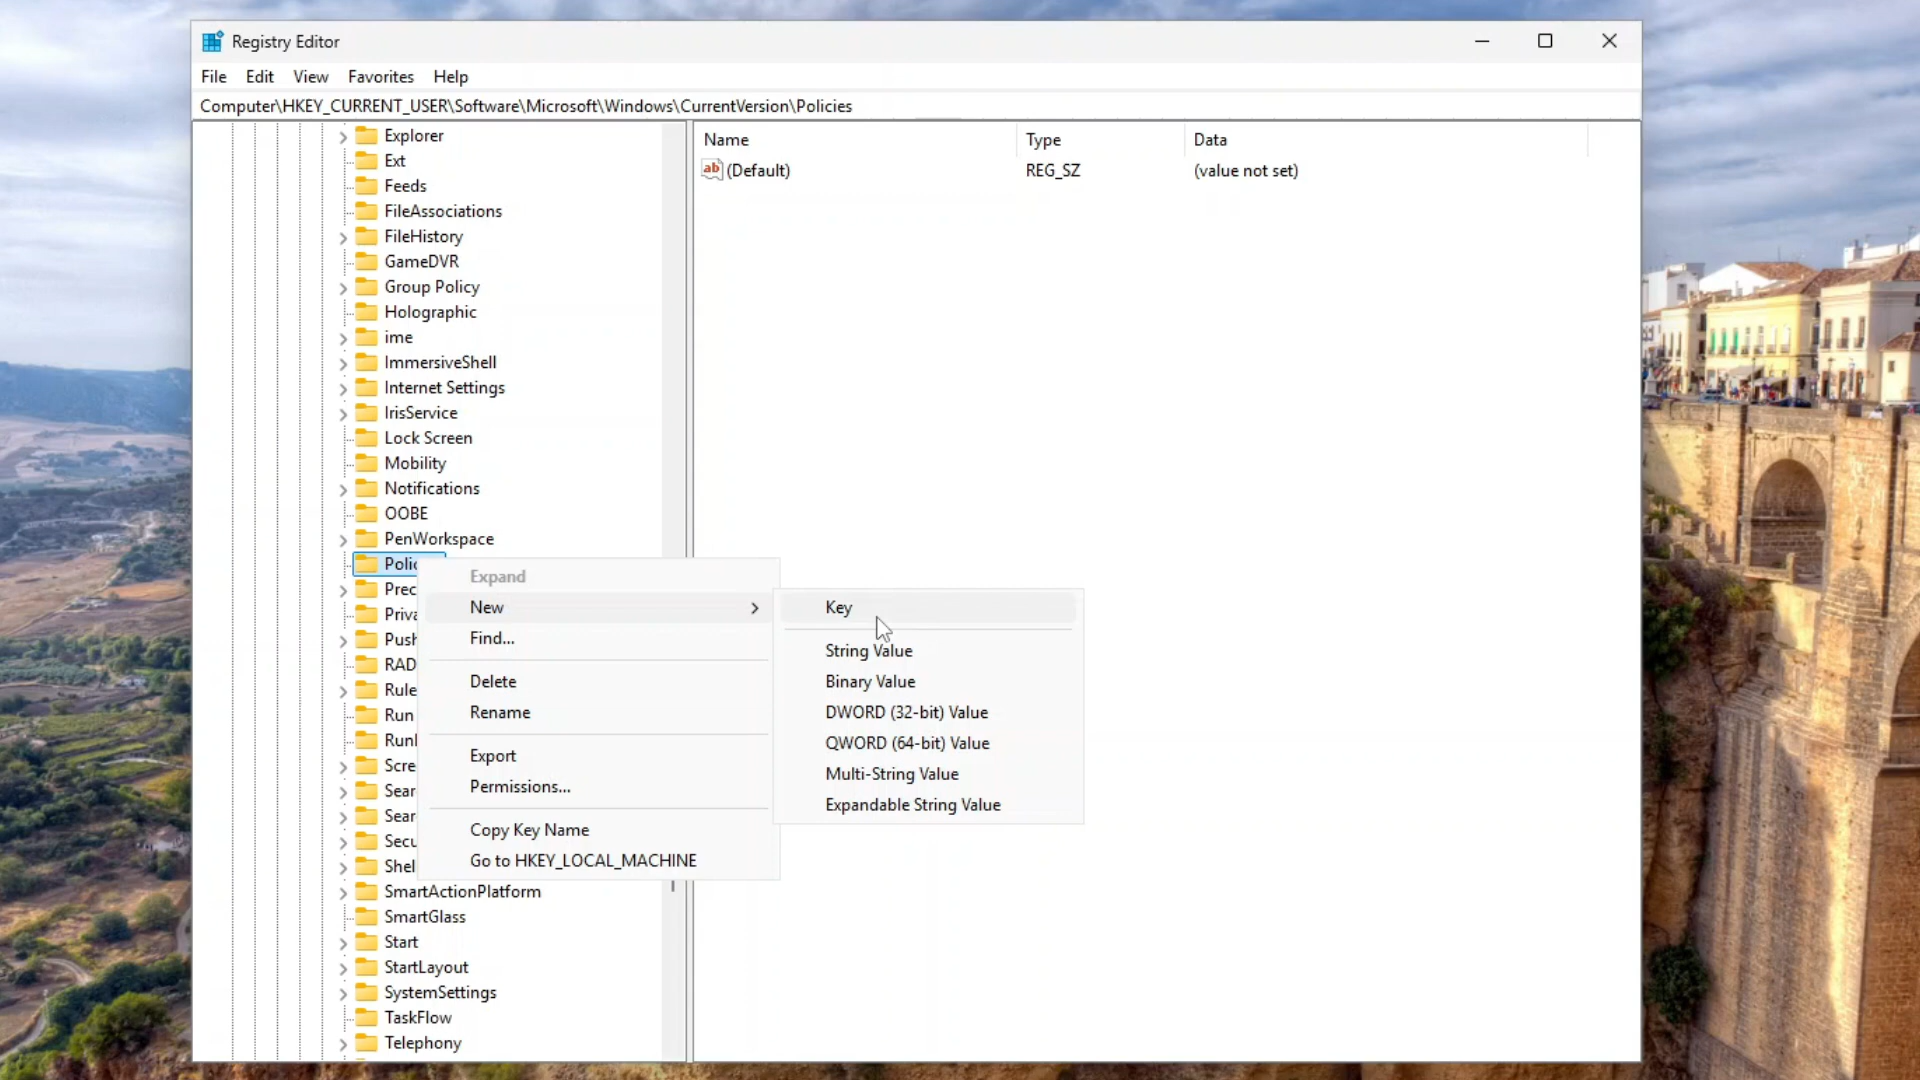 Registry Editor
File Edit View Favorites Help
Computer\HKEY_CURRENT_USER\Software\Microsoft\Windows\CurrentVersion\Policies
Name Type Data
(Default) REG_SZ (value not set)
Explorer
Ext
Feeds
FileAssociations
FileHistory
GameDVR
Group Policy
Holographic
ime
ImmersiveShell
Internet Settings
IrisService
Lock Screen
Mobility
Notifications
OOBE
PenWorkspace
Polic
Prec
Priva
Push
RAD
Rule
Run
Run
Scre
Sear
Sear
Secu
Shel
SmartActionPlatform
SmartGlass
Start
StartLayout
SystemSettings
TaskFlow
Telephony
Expand
New
Find...
Delete
Rename
Export
Permissions...
Copy Key Name
Go to HKEY_LOCAL_MACHINE
Key
String Value
Binary Value
DWORD (32-bit) Value
QWORD (64-bit) Value
Multi-String Value
Expandable String Value